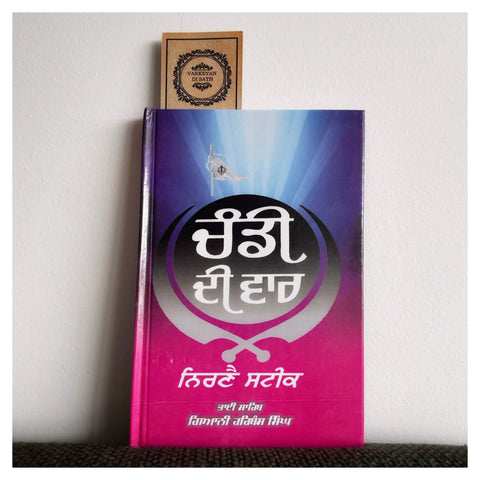 VARKEYAN
DI SATH
ਚੰਡੀ
ਦੀ ਵਾਰ
ਨਿਰਣੈ ਸਟੀਕ
ਭਾਈ ਸਾਹਿਬ
ਗਿਆਨੀ ਹਰਿਬੰਸ ਸਿੰਘ